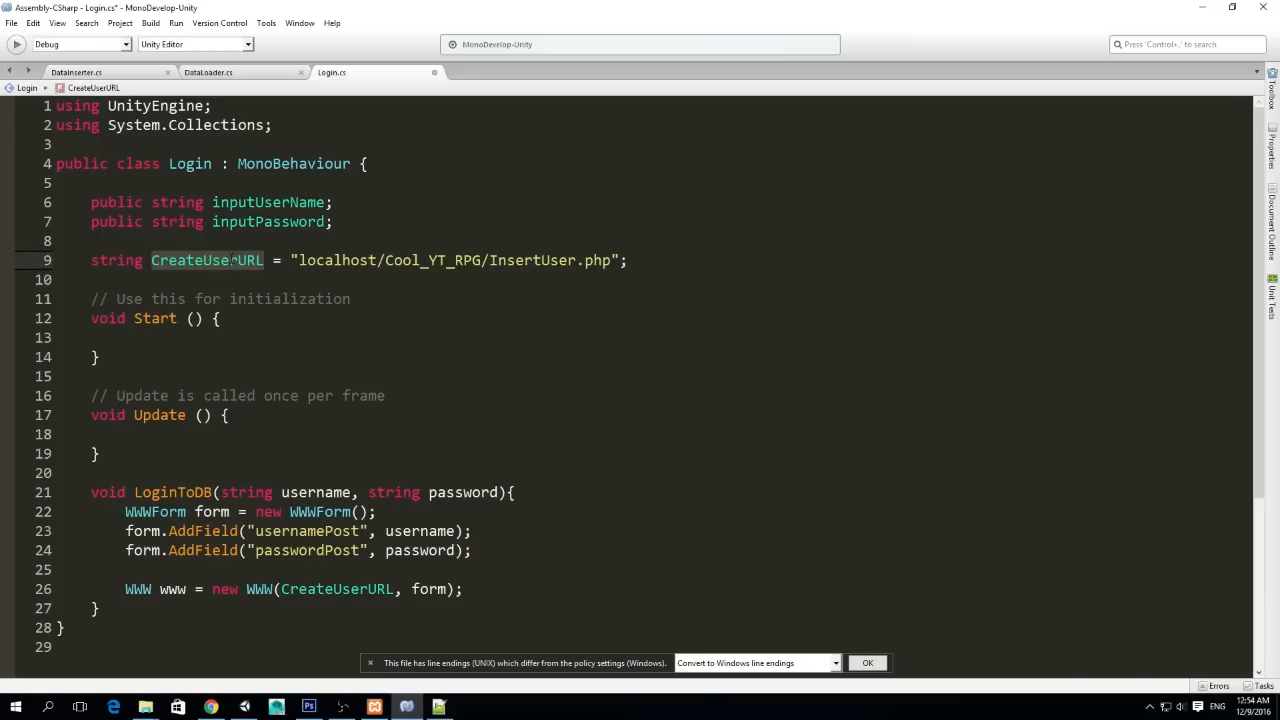 Assembly-CSharp - Login.cs* - MonoDevelop-Unity
File Edit View Search Project Build Run Version Control Tools Window Help
Debug Unity Editor MonoDevelop-Unity Press 'Control+,' to search
DataInserter.cs DataLoader.cs Login.cs
Login CreateUserURL
1 using UnityEngine;
2 using System.Collections;
3
4 public class Login : MonoBehaviour {
5
6 public string inputUserName;
7 public string inputPassword;
8
9 string CreateUserURL = "localhost/Cool_YT_RPG/InsertUser.php";
10
11 // Use this for initialization
12 void Start () {
13
14 }
15
16 // Update is called once per frame
17 void Update () {
18
19 }
20
21 void LoginToDB(string username, string password){
22 WWWForm form = new WWWForm();
23 form.AddField("usernamePost", username);
24 form.AddField("passwordPost", password);
25
26 WWW www = new WWW(CreateUserURL, form);
27 }
28 }
29
Toolbox
Properties
Document Outline
Unit Tests
This file has line endings (UNIX) which differ from the policy settings (Windows). Convert to Windows line endings OK
Errors Tasks
ENG 12:54 AM
12/9/2016